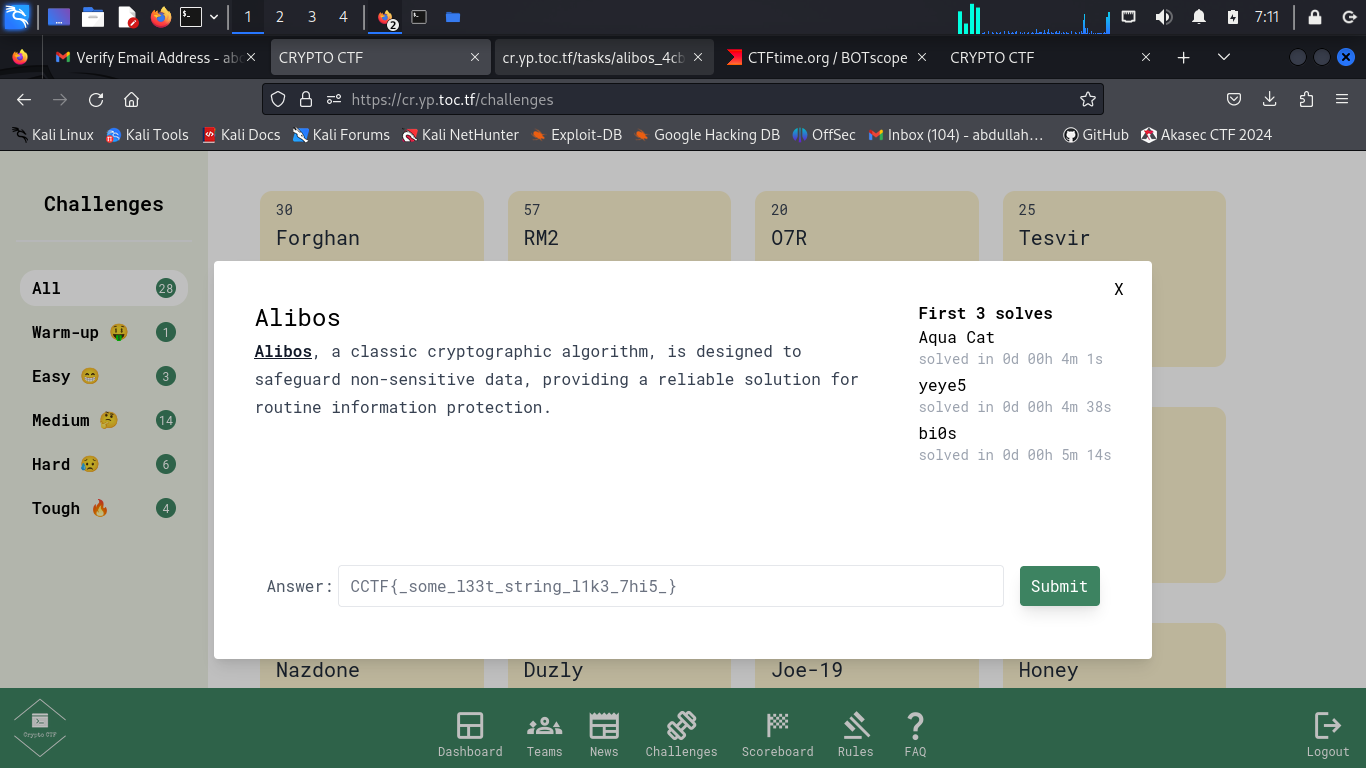 1 2 3 4 2 7:11
Verify Email Address - abc CRYPTO CTF cr.yp.toc.tf/tasks/alibos_4cb CTFtime.org / BOTscope CRYPTO CTF
https://cr.yp.toc.tf/challenges
Kali Linux Kali Tools Kali Docs Kali Forums Kali NetHunter Exploit-DB Google Hacking DB OffSec Inbox (104) - abdullah… GitHub Akasec CTF 2024
Challenges
All 28
Warm-up 🤑 1
Easy 😁 3
Medium 🤔 14
Hard 😥 6
Tough 🔥 4
30
Forghan
57
RM2
20
O7R
25
Tesvir
X
Alibos
Alibos, a classic cryptographic algorithm, is designed to
safeguard non-sensitive data, providing a reliable solution for
routine information protection.
First 3 solves
Aqua Cat
solved in 0d 00h 4m 1s
yeye5
solved in 0d 00h 4m 38s
bi0s
solved in 0d 00h 5m 14s
Answer: CCTF{_some_l33t_string_l1k3_7hi5_} Submit
Nazdone Duzly Joe-19 Honey
Crypto CTF
Dashboard Teams News Challenges Scoreboard Rules FAQ Logout